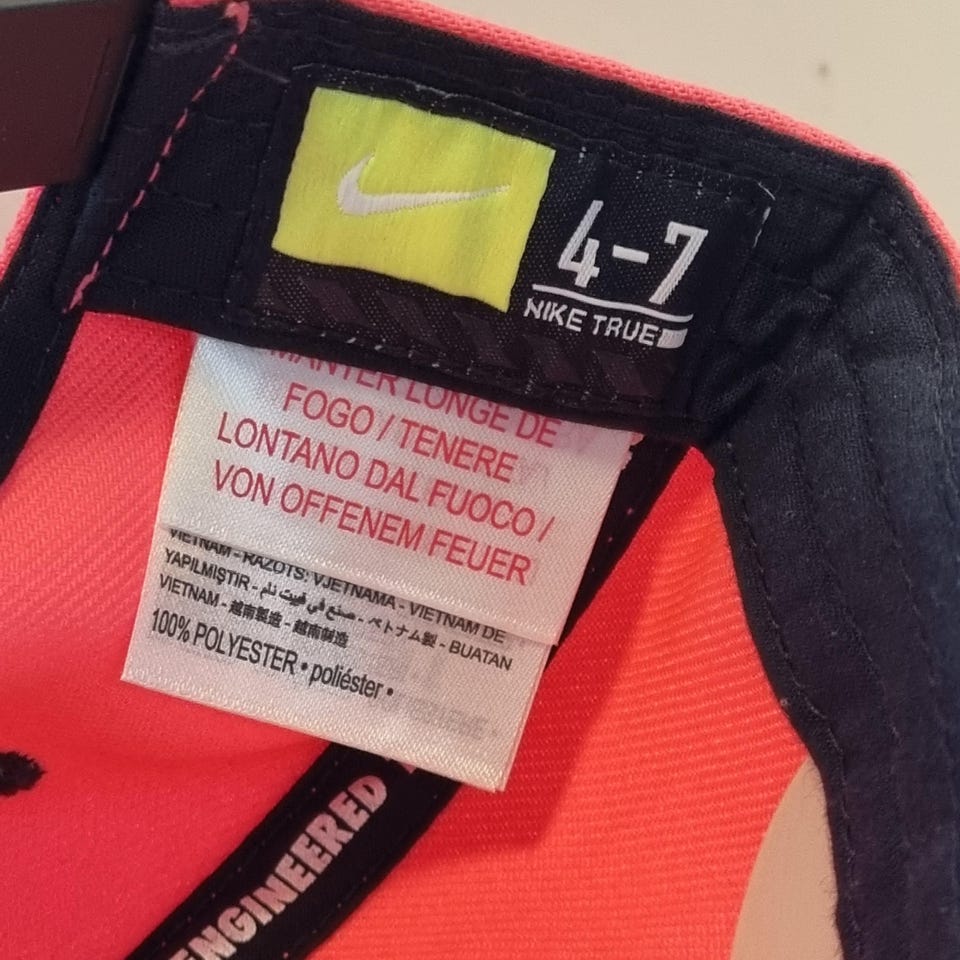 4-7
NIKE TRUE
MANTER LONGE DE
FOGO / TENERE
LONTANO DAL FUOCO /
VON OFFENEM FEUER
VIETNAM - RAZOTS: VJETNAMA - VIETNAM DE
YAPILMIŞTIR - صنع في فيت نام - ベトナム製 - BUATAN
VIETNAM - 越南製造 - 越南制造
100% POLYESTER • poliéster •
ENGINEERED